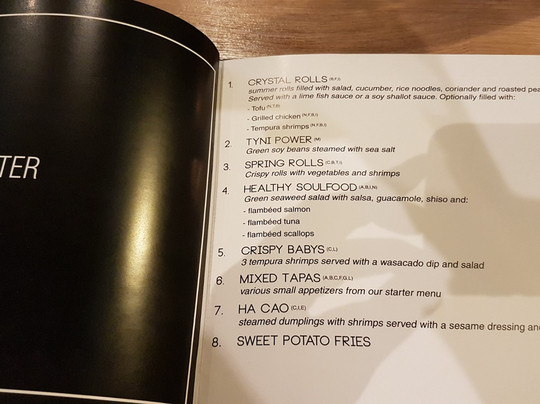 TER
1. CRYSTAL ROLLS (B,F,I)
summer rolls filled with salad, cucumber, rice noodles, coriander and roasted pea
Served with a lime fish sauce or a soy shallot sauce. Optionally filled with:
- Tofu
- Grilled chicken
- Tempura shrimps
2. TYNI POWER (M)
Green soy beans steamed with sea salt
3. SPRING ROLLS
Crispy rolls with vegetables and shrimps
4. HEALTHY SOULFOOD (A,B,I,N)
Green seaweed salad with salsa, guacamole, shiso and:
- flambéed salmon
- flambéed tuna
- flambéed scallops
5. CRISPY BABYS (C,L)
3 tempura shrimps served with a wasacado dip and salad
6. MIXED TAPAS (A,B,C,F,G,L)
various small appetizers from our starter menu
7. HA CAO (C,I,E)
steamed dumplings with shrimps served with a sesame dressing and
8. SWEET POTATO FRIES